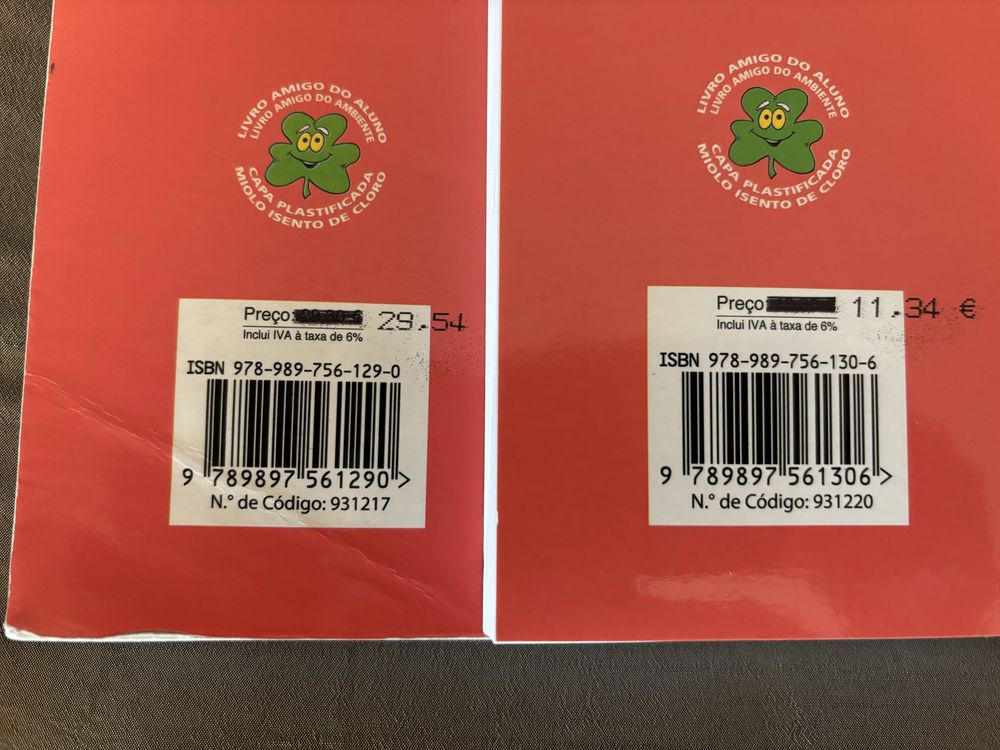 LIVRO AMIGO DO ALUNO
LIVRO AMIGO DO AMBIENTE
CAPA PLASTIFICADA
MIOLO ISENTO DE CLORO
Preço: 29.54
Inclui IVA à taxa de 6%
ISBN 978-989-756-129-0
9 789897 561290 >
N.° de Código: 931217
LIVRO AMIGO DO ALUNO
LIVRO AMIGO DO AMBIENTE
CAPA PLASTIFICADA
MIOLO ISENTO DE CLORO
Preço 11.34 €
Inclui IVA à taxa de 6%
ISBN 978-989-756-130-6
9 789897 561306 >
N.° de Código: 931220